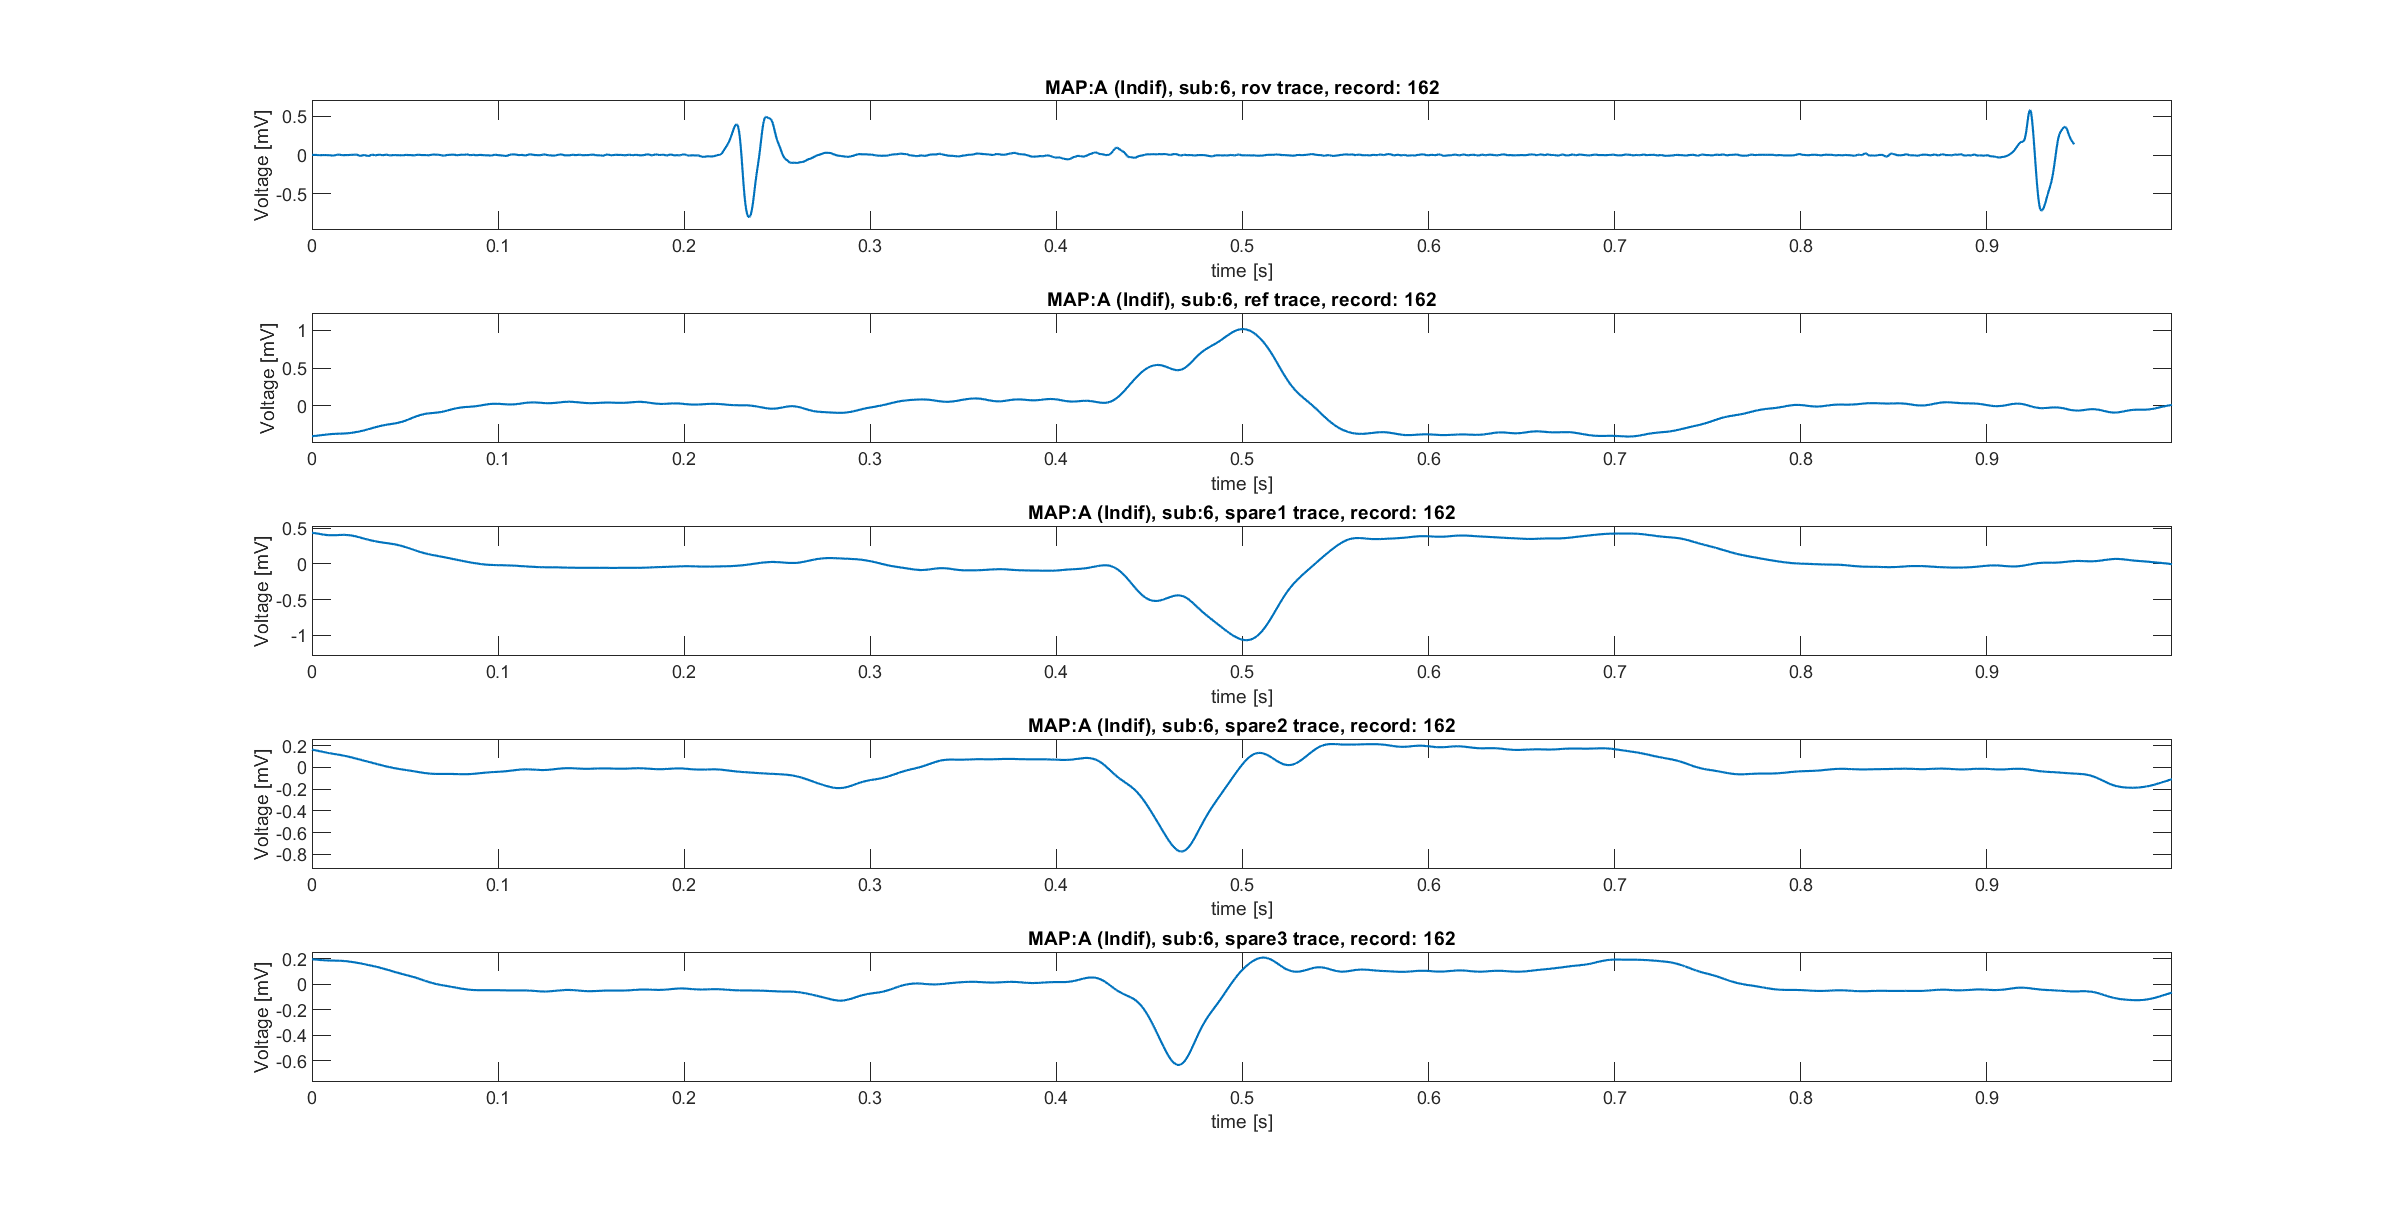 MAP:A (Indif), sub:6, rov trace, record: 162
Voltage [mV]
0.5
0
-0.5
0 0.1 0.2 0.3 0.4 0.5 0.6 0.7 0.8 0.9
time [s]
MAP:A (Indif), sub:6, ref trace, record: 162
Voltage [mV]
1
0.5
0
0 0.1 0.2 0.3 0.4 0.5 0.6 0.7 0.8 0.9
time [s]
MAP:A (Indif), sub:6, spare1 trace, record: 162
Voltage [mV]
0.5
0
-0.5
-1
0 0.1 0.2 0.3 0.4 0.5 0.6 0.7 0.8 0.9
time [s]
MAP:A (Indif), sub:6, spare2 trace, record: 162
Voltage [mV]
0.2
0
-0.2
-0.4
-0.6
-0.8
0 0.1 0.2 0.3 0.4 0.5 0.6 0.7 0.8 0.9
time [s]
MAP:A (Indif), sub:6, spare3 trace, record: 162
Voltage [mV]
0.2
0
-0.2
-0.4
-0.6
0 0.1 0.2 0.3 0.4 0.5 0.6 0.7 0.8 0.9
time [s]